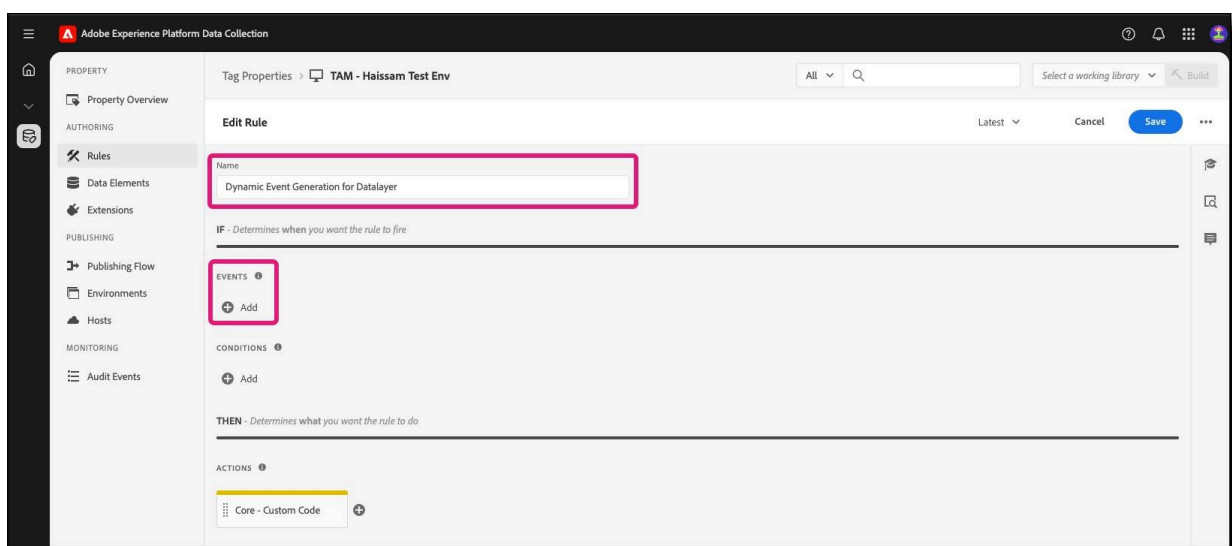 Adobe Experience Platform Data Collection
PROPERTY
Property Overview
AUTHORING
Rules
Data Elements
Extensions
PUBLISHING
Publishing Flow
Environments
Hosts
MONITORING
Audit Events
Tag Properties > TAM - Haissam Test Env
All
Select a working library
Build
Edit Rule
Latest
Cancel
Save
Name
Dynamic Event Generation for Datalayer
IF - Determines when you want the rule to fire
EVENTS
Add
CONDITIONS
Add
THEN - Determines what you want the rule to do
ACTIONS
Core - Custom Code